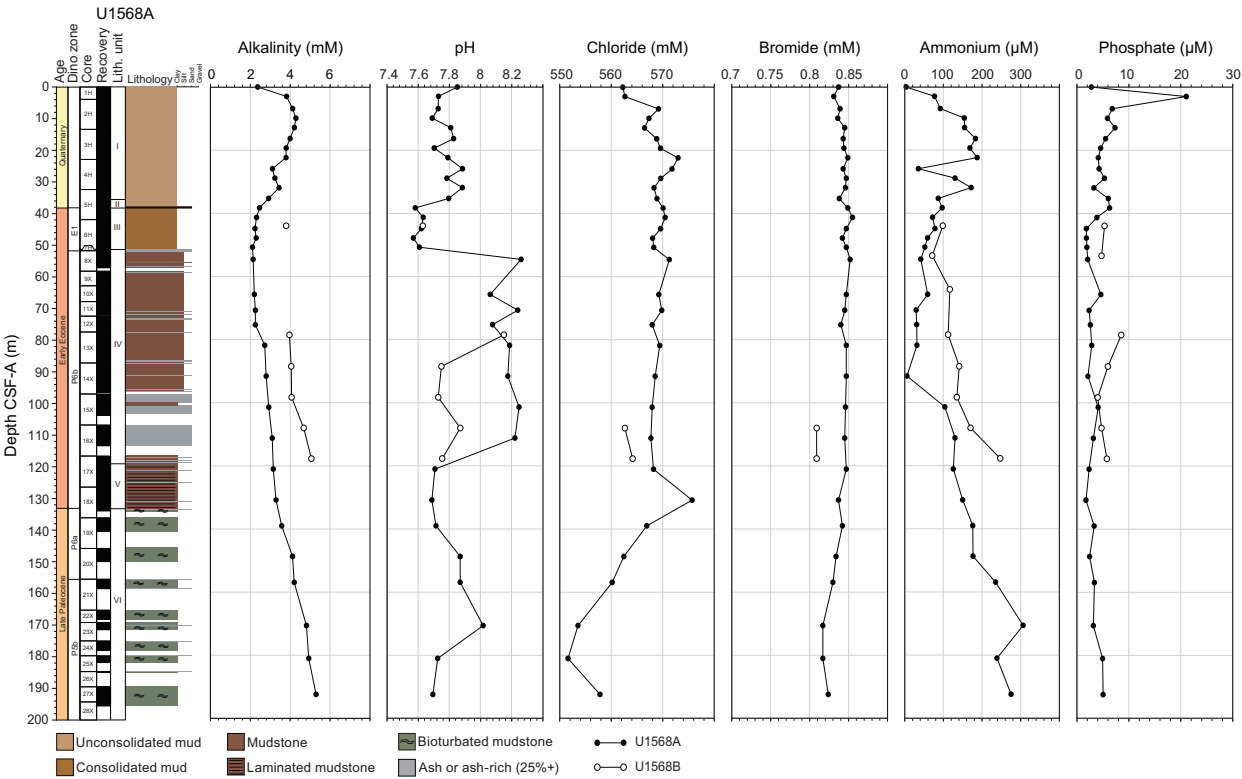 U1568A
Age
Dino zone
Core
Recovery
Lith. unit
Lithology
Clay
Silt
Sand
Gravel
Alkalinity (mM)
pH
Chloride (mM)
Bromide (mM)
Ammonium (µM)
Phosphate (µM)
0 2 4 6 8
7.4 7.6 7.8 8 8.2
550 560 570
0.7 0.75 0.8 0.85 0.9
0 100 200 300
0 10 20 30
Depth CSF-A (m)
0
10
20
30
40
50
60
70
80
90
100
110
120
130
140
150
160
170
180
190
200
Quaternary
Early Eocene
Late Paleocene
E1
P6b
P6a
P5b
1H
2H
3H
4H
5H
6H
7H
8X
9X
10X
11X
12X
13X
14X
15X
16X
17X
18X
19X
20X
21X
22X
23X
24X
25X
26X
27X
28X
I
II
III
IV
V
VI
Unconsolidated mud
Mudstone
Bioturbated mudstone
U1568A
Consolidated mud
Laminated mudstone
Ash or ash-rich (25%+)
U1568B